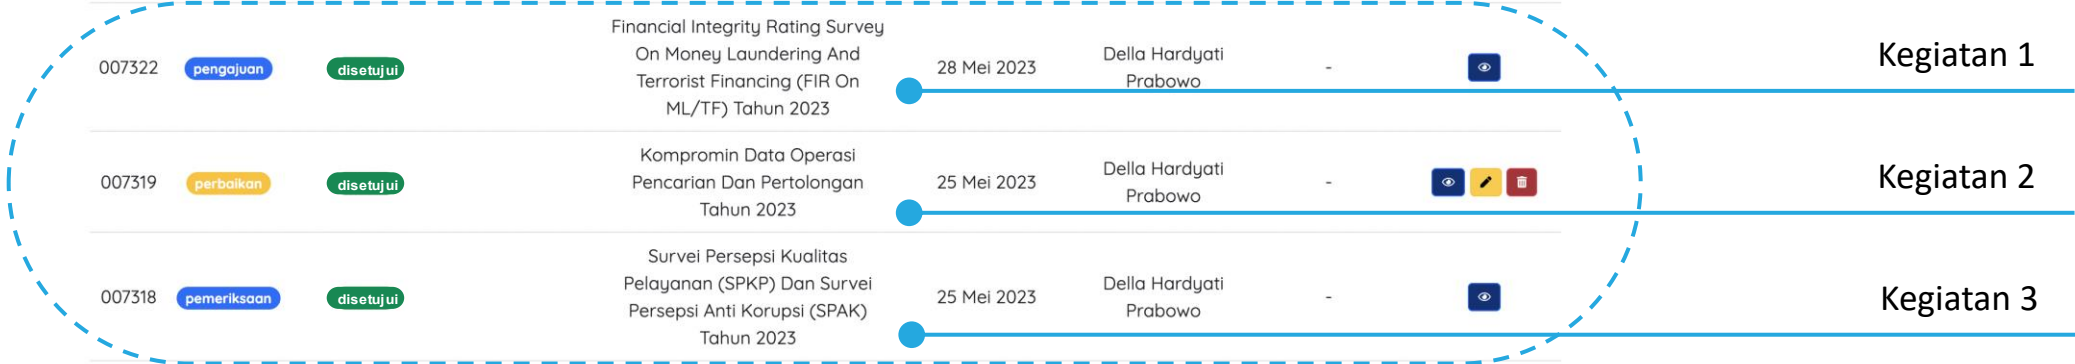 Financial Integrity Rating Survey
On Money Laundering And
Terrorist Financing (FIR On
ML/TF) Tahun 2023
007322 pengajuan disetujui 28 Mei 2023 Della Hardyati
Prabowo - Kegiatan 1
Kompromin Data Operasi
Pencarian Dan Pertolongan
Tahun 2023
007319 perbaikan disetujui 25 Mei 2023 Della Hardyati
Prabowo - Kegiatan 2
Survei Persepsi Kualitas
Pelayanan (SPKP) Dan Survei
Persepsi Anti Korupsi (SPAK)
Tahun 2023
007318 pemeriksaan disetujui 25 Mei 2023 Della Hardyati
Prabowo - Kegiatan 3